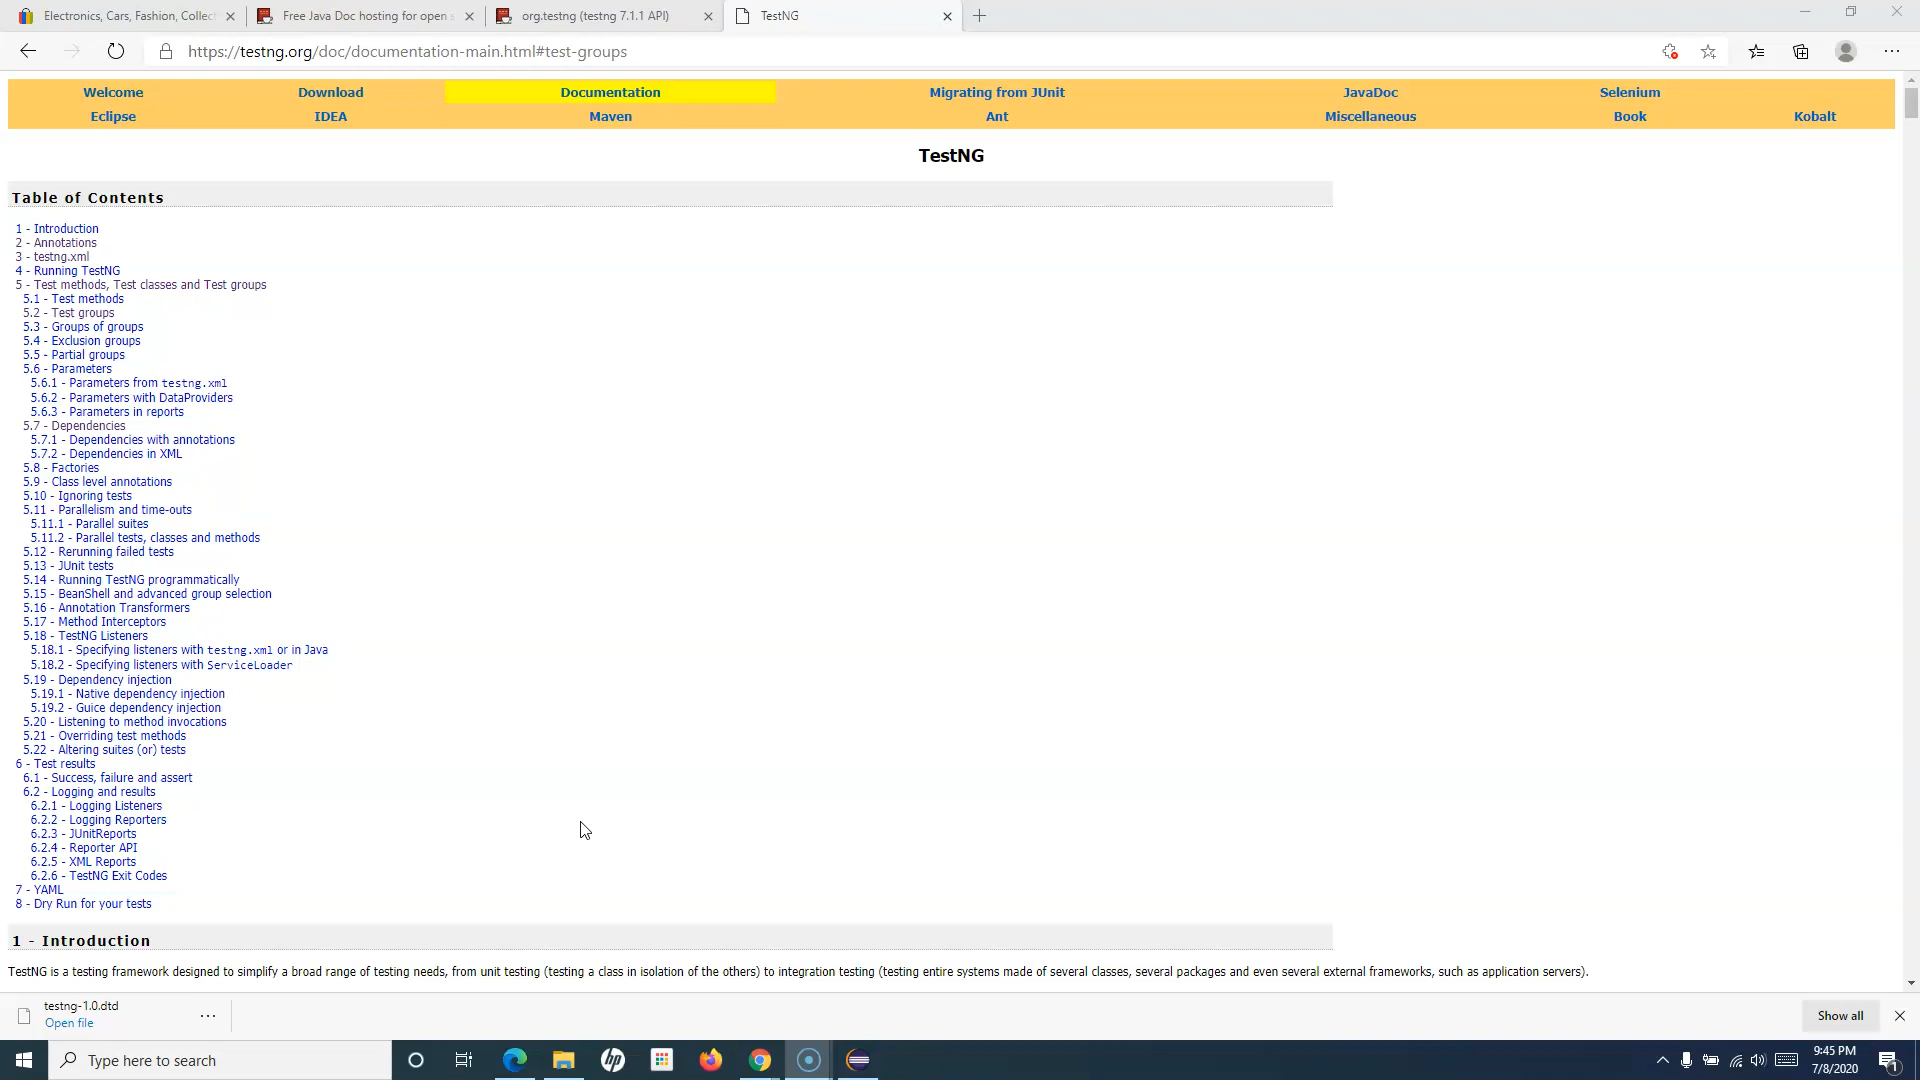 Electronics, Cars, Fashion, Collec
Free Java Doc hosting for open s
org.testng (testng 7.1.1 API)
TestNG
https://testng.org/doc/documentation-main.html#test-groups
Welcome Download Documentation Migrating from JUnit JavaDoc Selenium
Eclipse IDEA Maven Ant Miscellaneous Book Kobalt
TestNG
Table of Contents
1 - Introduction
2 - Annotations
3 - testng.xml
4 - Running TestNG
5 - Test methods, Test classes and Test groups
5.1 - Test methods
5.2 - Test groups
5.3 - Groups of groups
5.4 - Exclusion groups
5.5 - Partial groups
5.6 - Parameters
5.6.1 - Parameters from testng.xml
5.6.2 - Parameters with DataProviders
5.6.3 - Parameters in reports
5.7 - Dependencies
5.7.1 - Dependencies with annotations
5.7.2 - Dependencies in XML
5.8 - Factories
5.9 - Class level annotations
5.10 - Ignoring tests
5.11 - Parallelism and time-outs
5.11.1 - Parallel suites
5.11.2 - Parallel tests, classes and methods
5.12 - Rerunning failed tests
5.13 - JUnit tests
5.14 - Running TestNG programmatically
5.15 - BeanShell and advanced group selection
5.16 - Annotation Transformers
5.17 - Method Interceptors
5.18 - TestNG Listeners
5.18.1 - Specifying listeners with testng.xml or in Java
5.18.2 - Specifying listeners with ServiceLoader
5.19 - Dependency injection
5.19.1 - Native dependency injection
5.19.2 - Guice dependency injection
5.20 - Listening to method invocations
5.21 - Overriding test methods
5.22 - Altering suites (or) tests
6 - Test results
6.1 - Success, failure and assert
6.2 - Logging and results
6.2.1 - Logging Listeners
6.2.2 - Logging Reporters
6.2.3 - JUnitReports
6.2.4 - Reporter API
6.2.5 - XML Reports
6.2.6 - TestNG Exit Codes
7 - YAML
8 - Dry Run for your tests
1 - Introduction
TestNG is a testing framework designed to simplify a broad range of testing needs, from unit testing (testing a class in isolation of the others) to integration testing (testing entire systems made of several classes, several packages and even several external frameworks, such as application servers).
testng-1.0.dtd
Open file
Show all
Type here to search
hp
9:45 PM
7/8/2020
1